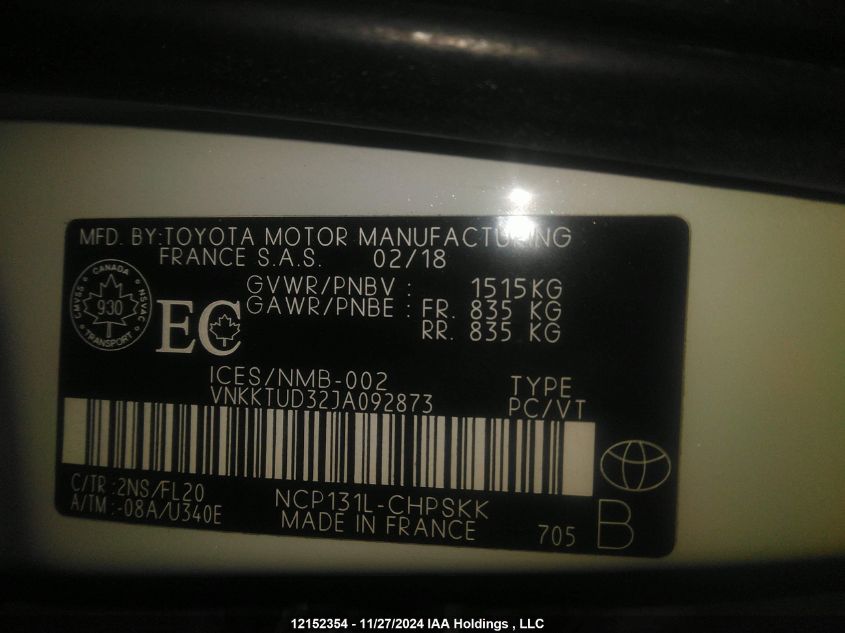 MFD. BY:TOYOTA MOTOR MANUFACTURING
FRANCE S.A.S. 02/18
GVWR/PNBV : 1515KG
GAWR/PNBE : FR. 835 KG
RR. 835 KG
CANADA
CMVSS 930 NSVAC
TRANSPORT
EC
ICES/NMB-002
VNKKTUD32JA092873
TYPE
PC/VT
C/TR :2NS/FL20
A/TM :-08A/U340E
NCP131L-CHPSKK
MADE IN FRANCE
705 B
12152354 - 11/27/2024 IAA Holdings , LLC